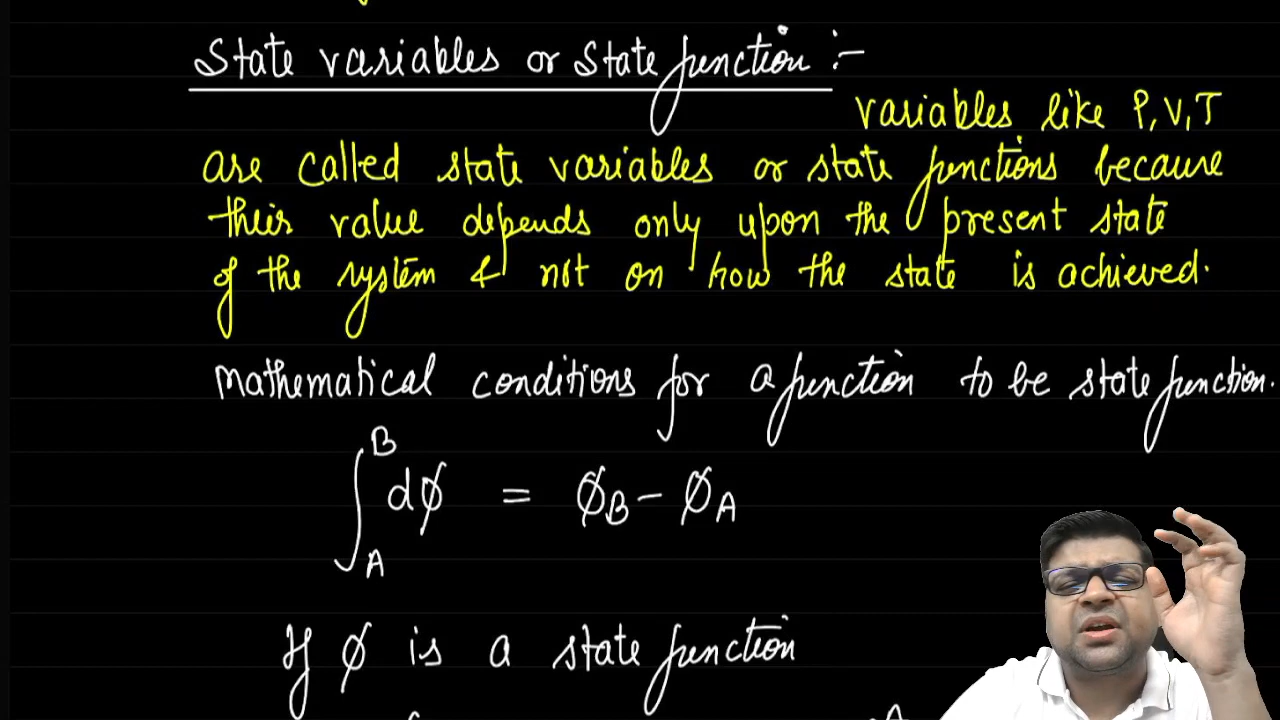 State variables or State function :-
variables like P, V, T
are called state variables or state functions because
their value depends only upon the present state
of the system & not on how the state is achieved.
Mathematical conditions for a function to be state function.
∫_A^B dϕ = ϕ_B - ϕ_A
If ϕ is a state function